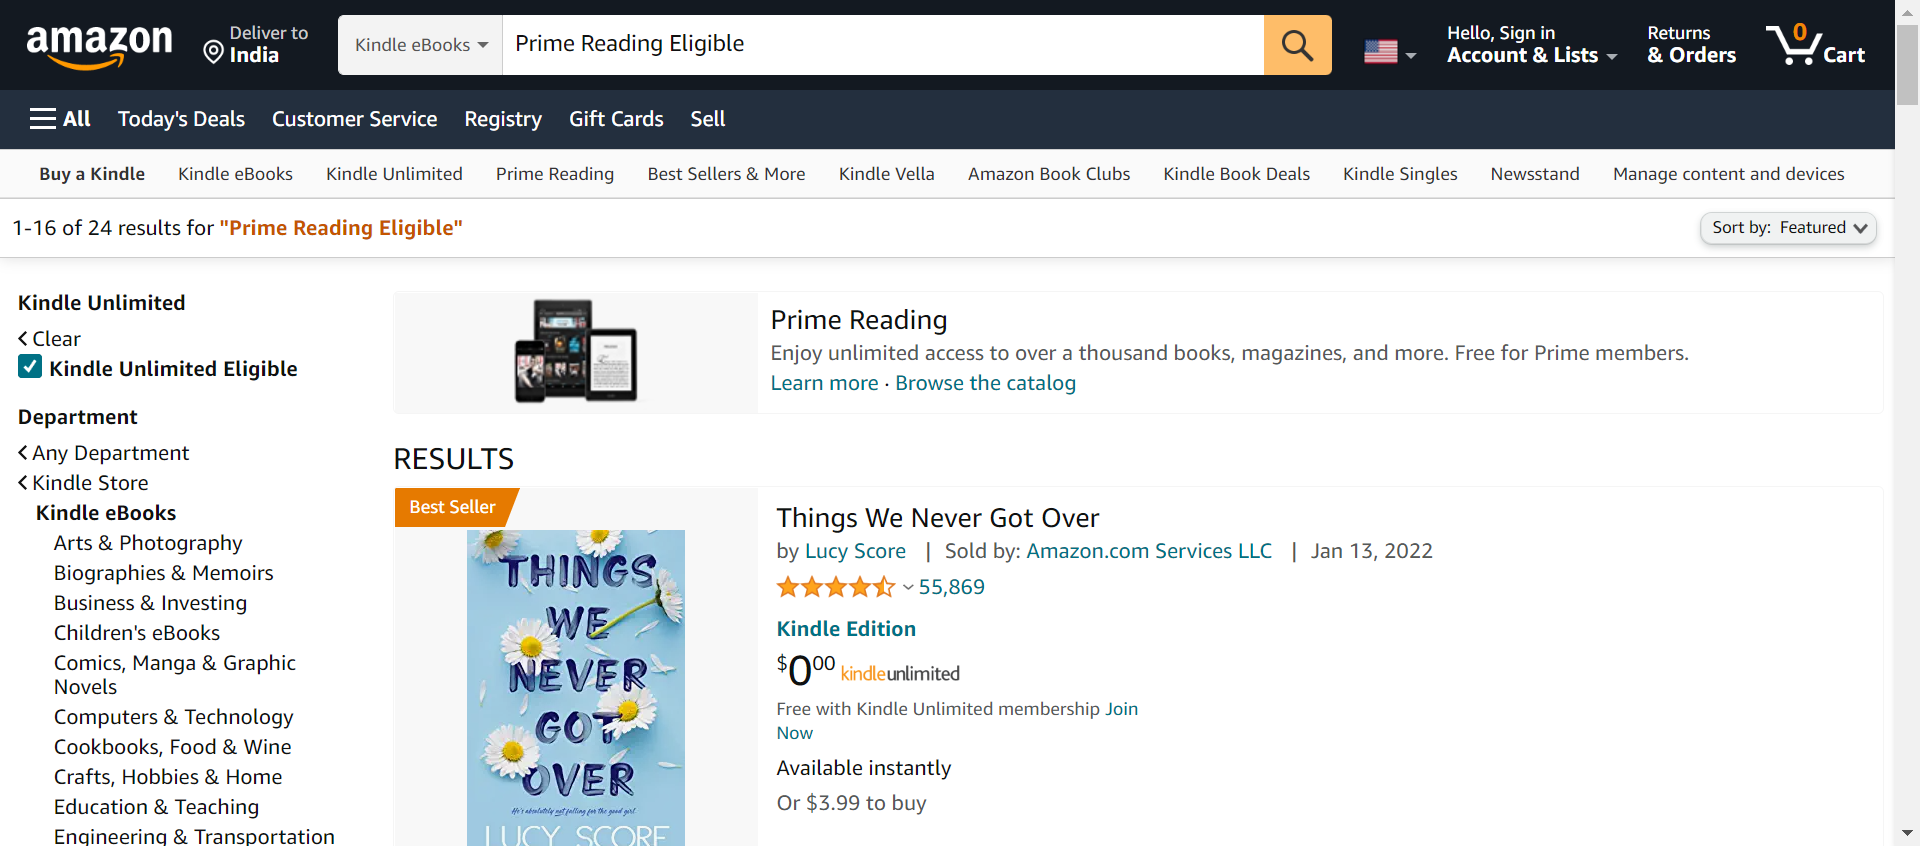 amazon
Deliver to
India
Kindle eBooks
Prime Reading Eligible
Hello, Sign in
Account & Lists
Returns
& Orders
0
Cart
All
Today's Deals
Customer Service
Registry
Gift Cards
Sell
Buy a Kindle
Kindle eBooks
Kindle Unlimited
Prime Reading
Best Sellers & More
Kindle Vella
Amazon Book Clubs
Kindle Book Deals
Kindle Singles
Newsstand
Manage content and devices
1-16 of 24 results for "Prime Reading Eligible"
Sort by: Featured
Kindle Unlimited
Clear
Kindle Unlimited Eligible
Department
Any Department
Kindle Store
Kindle eBooks
Arts & Photography
Biographies & Memoirs
Business & Investing
Children's eBooks
Comics, Manga & Graphic
Novels
Computers & Technology
Cookbooks, Food & Wine
Crafts, Hobbies & Home
Education & Teaching
Engineering & Transportation
Prime Reading
Enjoy unlimited access to over a thousand books, magazines, and more. Free for Prime members.
Learn more · Browse the catalog
RESULTS
Best Seller
THINGS
WE
NEVER
GOT
OVER
He's absolutely not falling for the good girl.
LUCY SCORE
Things We Never Got Over
by Lucy Score | Sold by: Amazon.com Services LLC | Jan 13, 2022
55,869
Kindle Edition
$0.00 kindleunlimited
Free with Kindle Unlimited membership Join
Now
Available instantly
Or $3.99 to buy